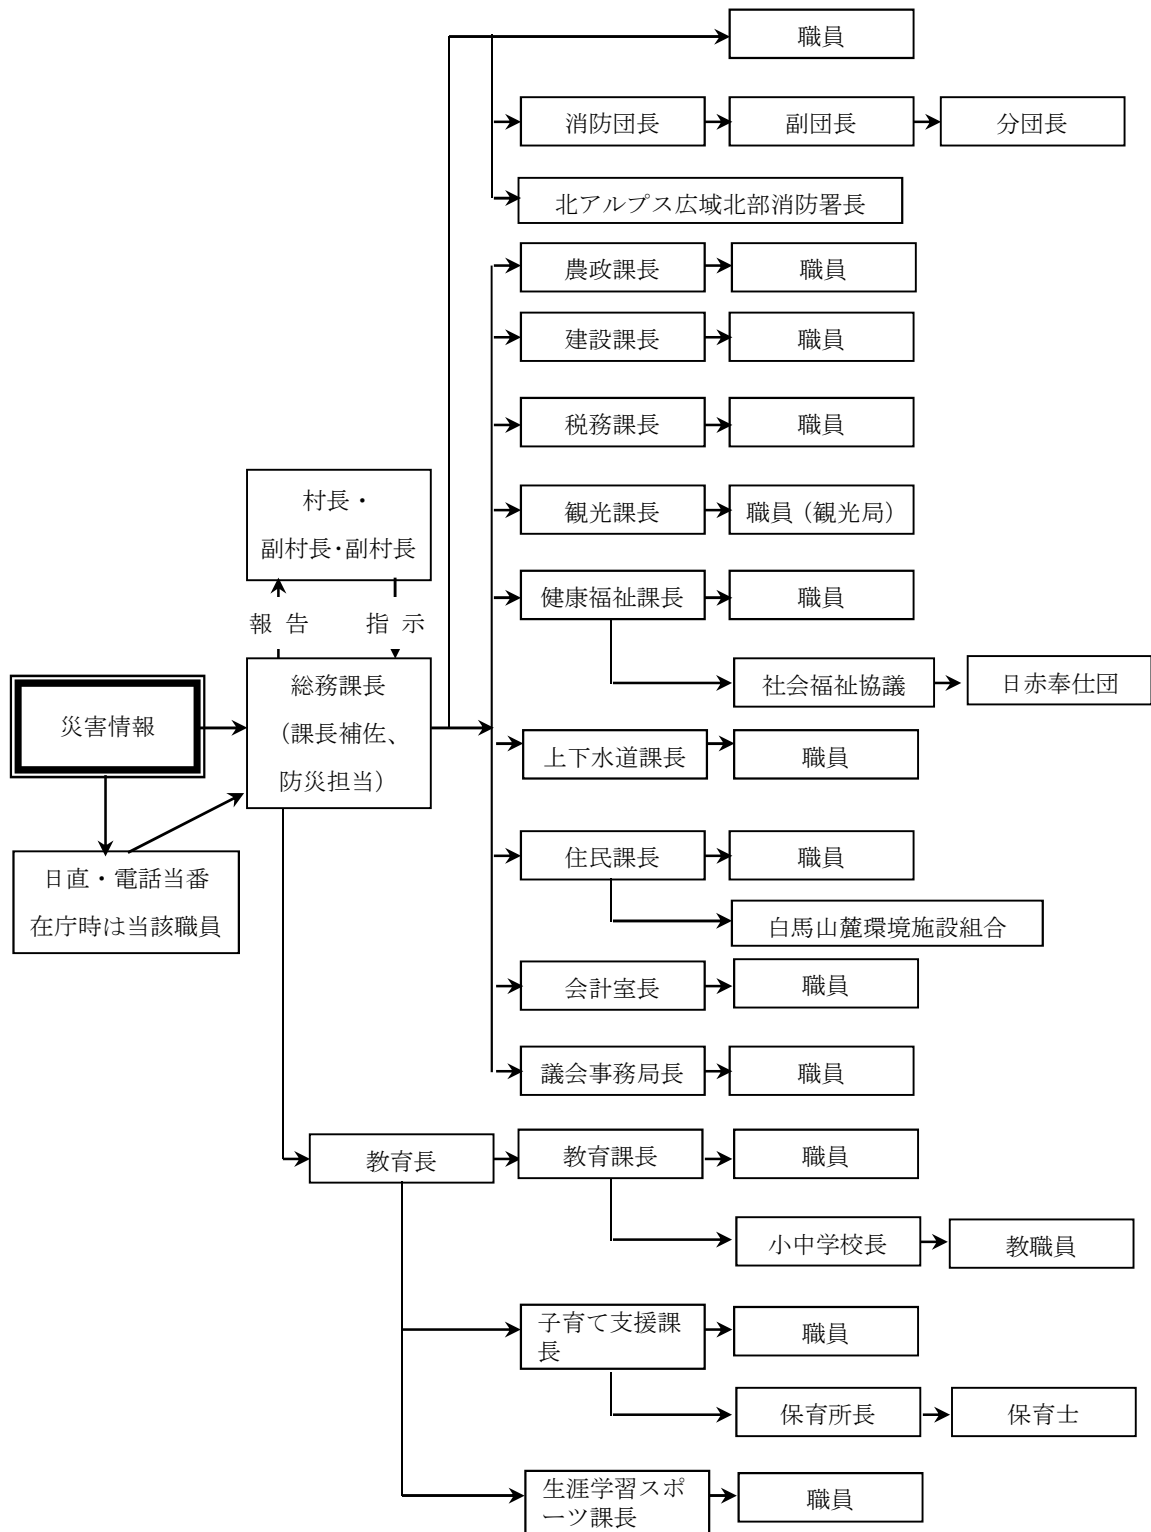 職員
消防団長
副団長
分団長
北アルプス広域北部消防署長
農政課長
職員
建設課長
職員
税務課長
職員
村長・
副村長・副村長
観光課長
職員（観光局）
健康福祉課長
職員
報 告
指 示
社会福祉協議
日赤奉仕団
総務課長
（課長補佐、
防災担当）
災害情報
上下水道課長
職員
日直・電話当番
在庁時は当該職員
住民課長
職員
白馬山麓環境施設組合
会計室長
職員
議会事務局長
職員
教育長
教育課長
職員
小中学校長
教職員
子育て支援課
長
職員
保育所長
保育士
生涯学習スポ
ーツ課長
職員